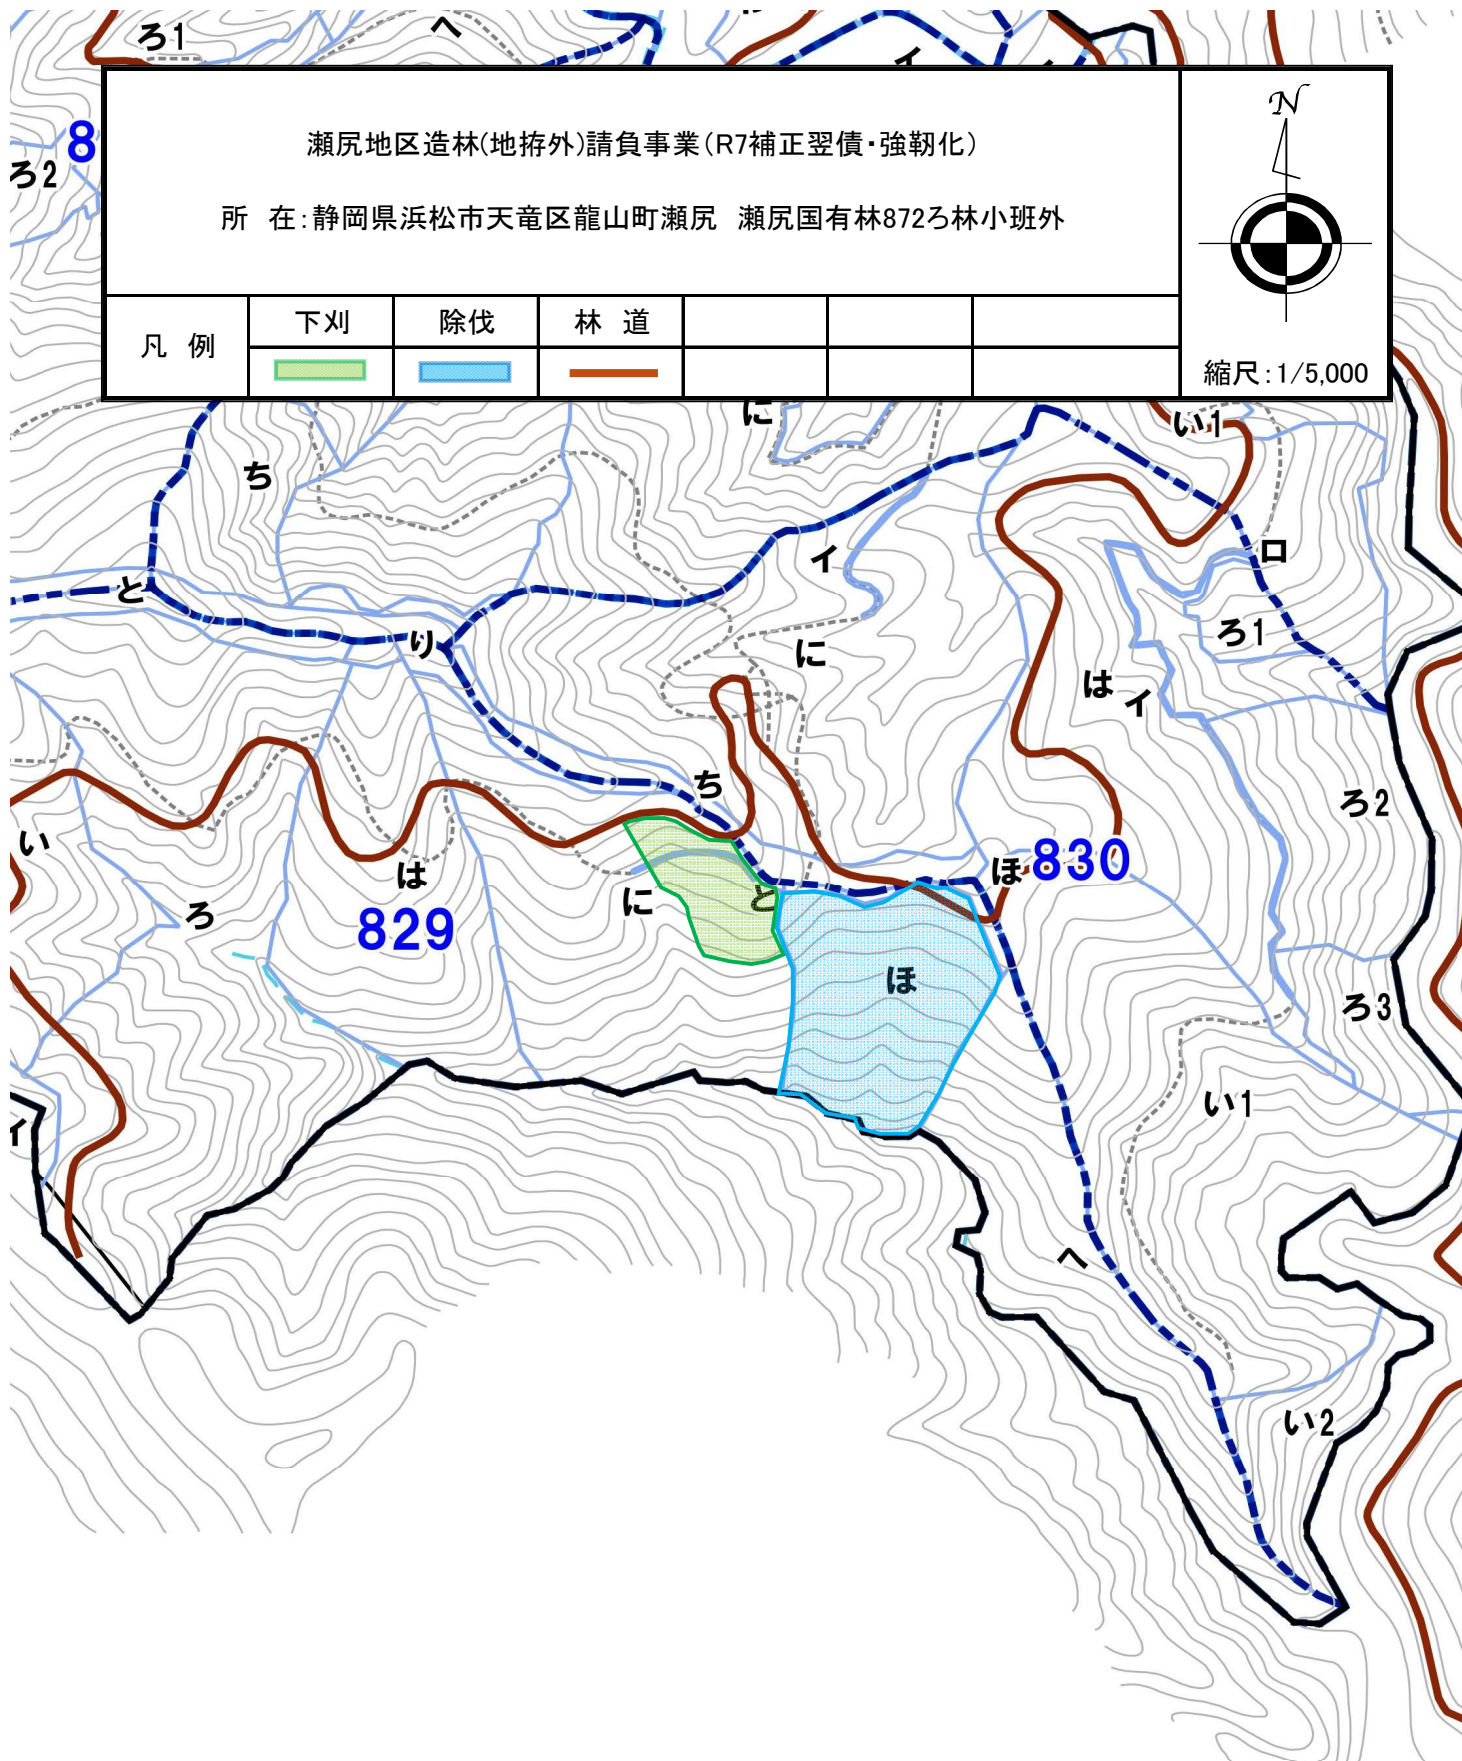 ろ1
へ
イ
8
ろ2
瀬尻地区造林(地拵外)請負事業(R7補正翌債・強靭化)
所 在:静岡県浜松市天竜区龍山町瀬尻 瀬尻国有林872ろ林小班外
N
凡 例
下刈
除伐
林 道
縮尺:1/5,000
に
い1
ち
イ
ロ
と
り
に
ろ1
は
イ
ち
ろ2
い
は
ほ
830
に
と
ろ
829
ほ
ろ3
い1
イ
へ
い2